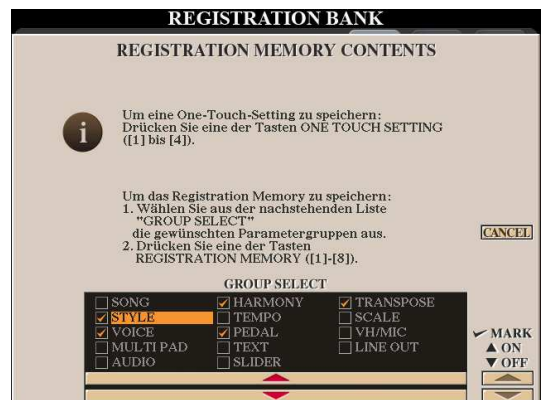 REGISTRATION BANK
REGISTRATION MEMORY CONTENTS
i
Um eine One-Touch-Setting zu speichern:
Drücken Sie eine der Tasten ONE TOUCH SETTING
([1] bis [4]).
Um das Registration Memory zu speichern:
1. Wählen Sie aus der nachstehenden Liste
"GROUP SELECT"
die gewünschten Parametergruppen aus.
2. Drücken Sie eine der Tasten
REGISTRATION MEMORY ([1]-[8]).
CANCEL
GROUP SELECT
SONG HARMONY TRANSPOSE
STYLE TEMPO SCALE
VOICE PEDAL VH/MIC
MULTI PAD TEXT LINE OUT
AUDIO SLIDER
MARK
ON
OFF